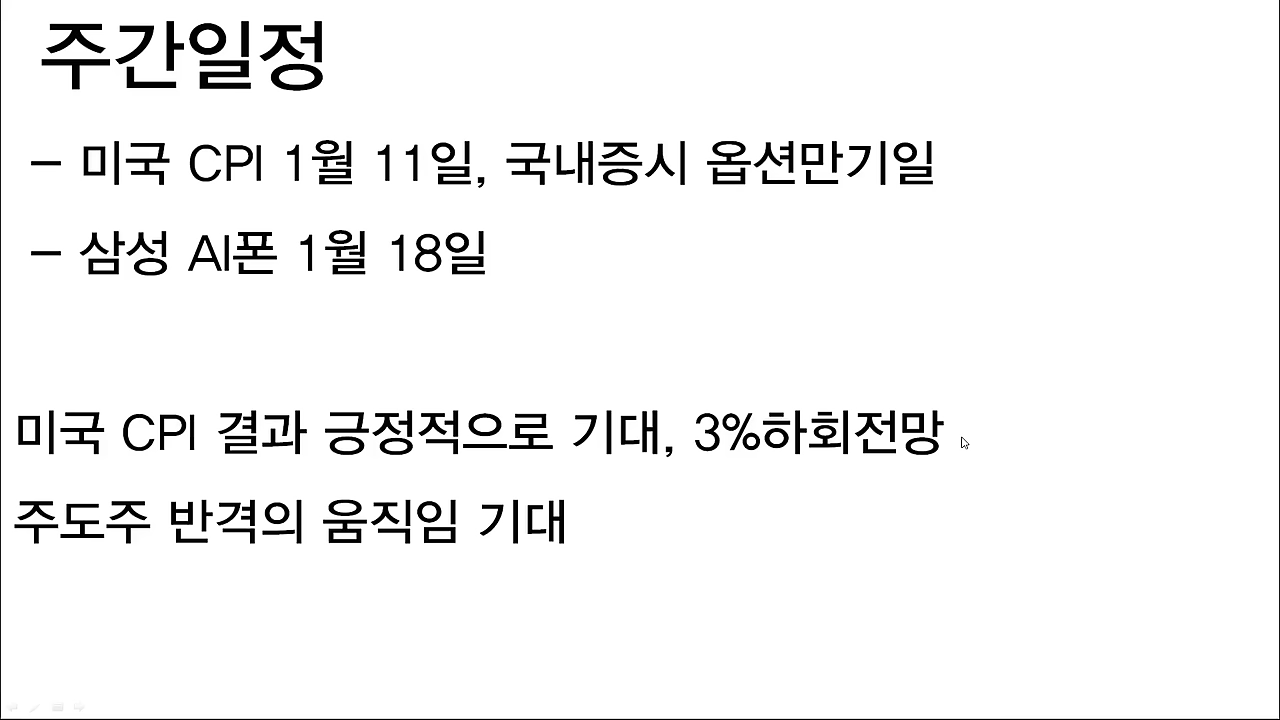 주간일정
– 미국 CPI 1월 11일, 국내증시 옵션만기일
– 삼성 AI폰 1월 18일
미국 CPI 결과 긍정적으로 기대, 3%하회전망
주도주 반격의 움직임 기대